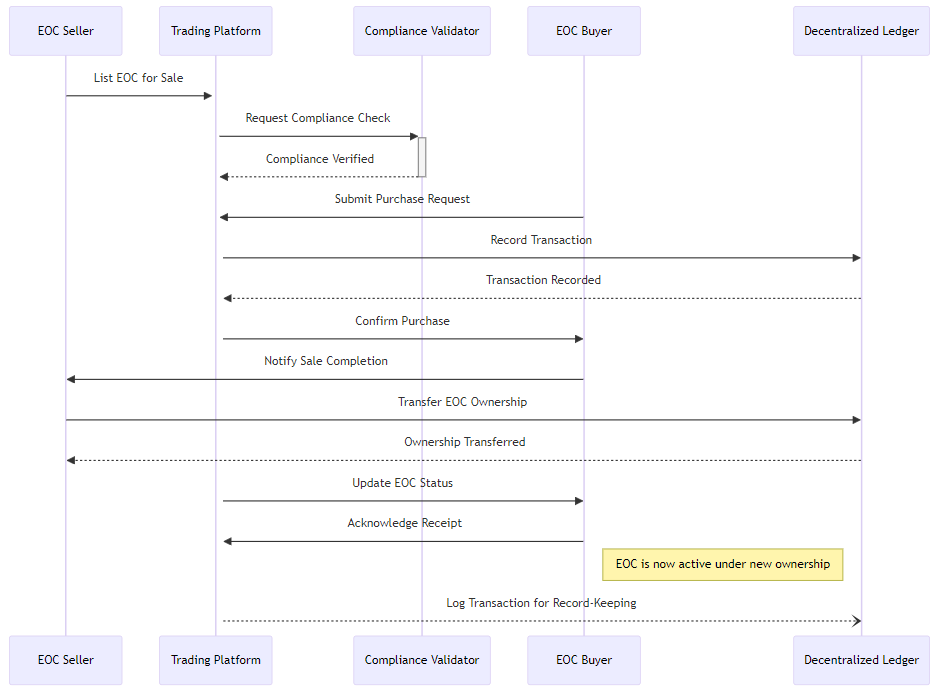 EOC Seller
Trading Platform
Compliance Validator
EOC Buyer
Decentralized Ledger
List EOC for Sale
Request Compliance Check
Compliance Verified
Submit Purchase Request
Record Transaction
Transaction Recorded
Confirm Purchase
Notify Sale Completion
Transfer EOC Ownership
Ownership Transferred
Update EOC Status
Acknowledge Receipt
EOC is now active under new ownership
Log Transaction for Record-Keeping
EOC Seller
Trading Platform
Compliance Validator
EOC Buyer
Decentralized Ledger